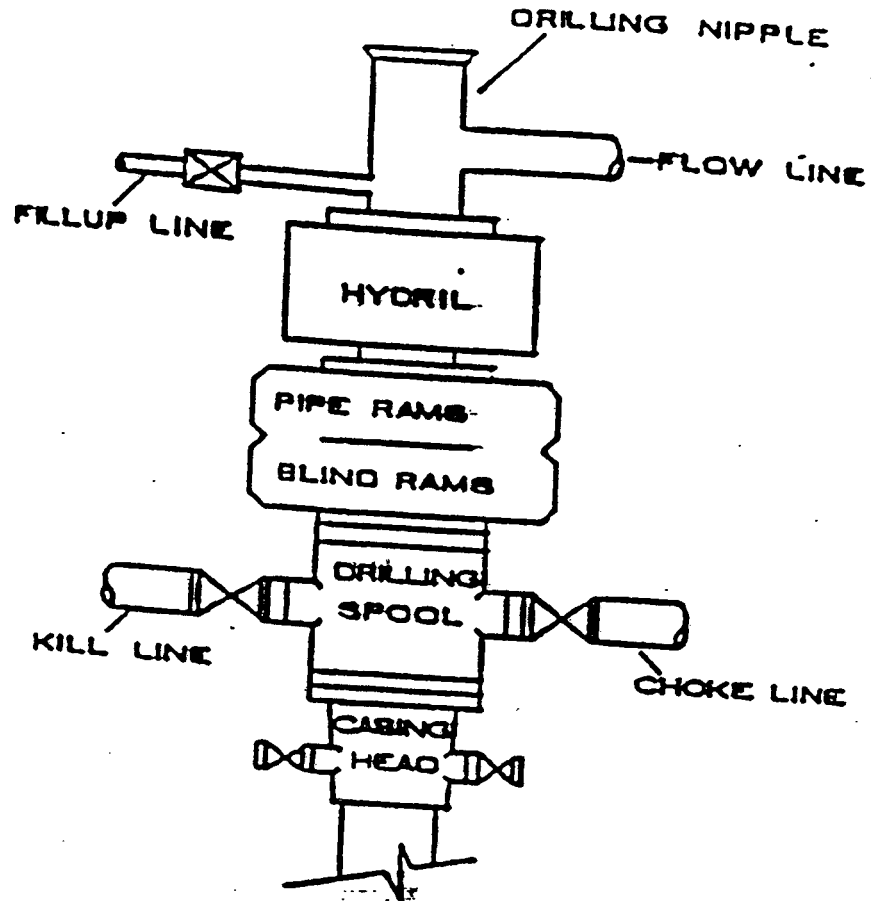 DRILLING NIPPLE
FLOW LINE
FILLUP LINE
HYDRIL
PIPE RAMS
BLIND RAMS
DRILLING
SPOOL
KILL LINE
CHOKE LINE
CASING
HEAD